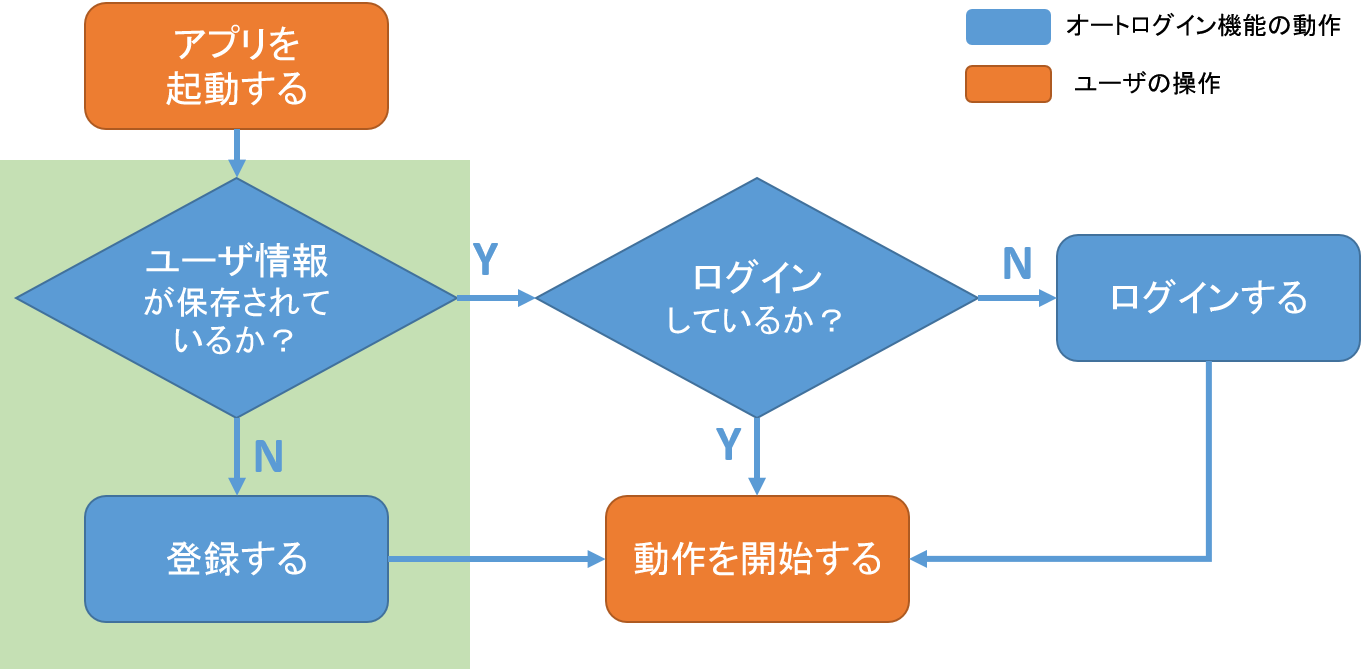 アプリを
起動する
オートログイン機能の動作
ユーザの操作
ユーザ情報
が保存されて
いるか？
Y
ログイン
しているか？
N
ログインする
N
Y
登録する
動作を開始する